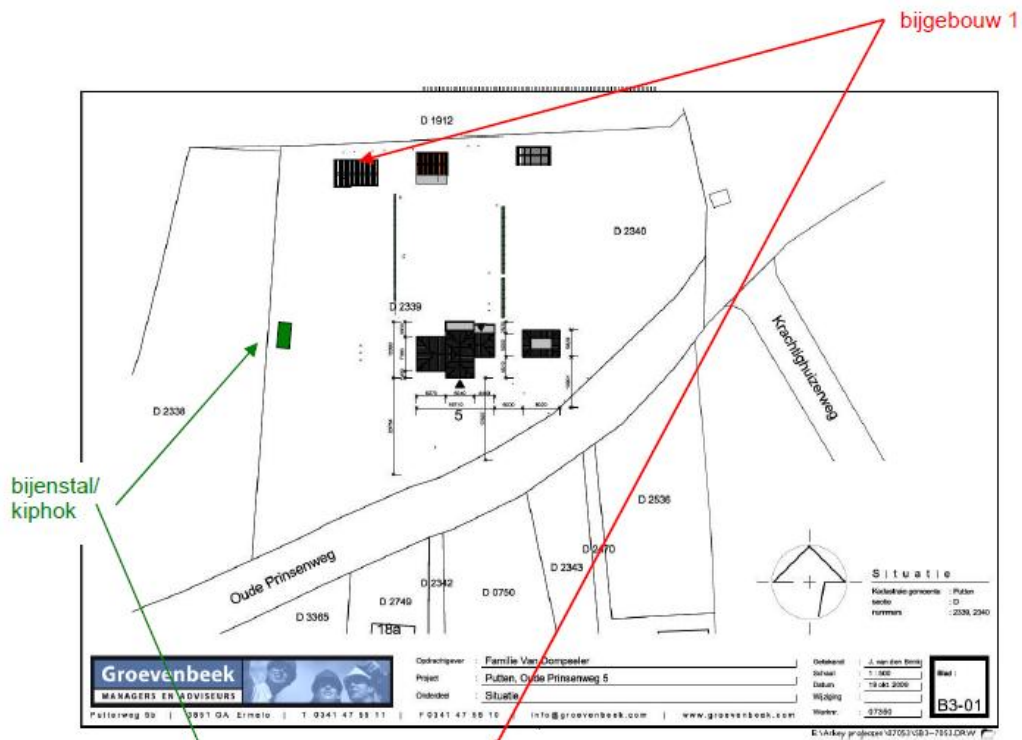 bijgebouw 1
D 1912
D 2340
D 2339
Krachtighuizerweg
D 2338
5
bijenstal/
kiphok
D 2536
D 2470
Oude Prinsenweg
D 2343
D 2342
D 0750
D 2749
D 3365
18a
Situatie
Kadastrale gemeente : Putten
sectie : D
nummers : 2339, 2340
Groevenbeek
MANAGERS EN ADVISEURS
Opdrachtgever : Familie Van Dompseler
Project : Putten, Oude Prinsenweg 5
Onderdeel : Situatie
Getekend : J. van den Brink
Schaal : 1 : 500
Datum : 19 okt. 2009
Wijziging
Werknr. : 07350
Blad :
B3-01
Putterweg 5b | 3851 GA Ermelo | T 0341 47 55 11 | F 0341 47 55 10 info@groevenbeek.com | www.groevenbeek.com